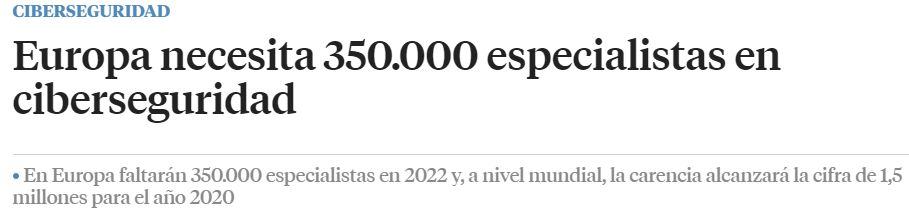 CIBERSEGURIDAD
Europa necesita 350.000 especialistas en
ciberseguridad
• En Europa faltarán 350.000 especialistas en 2022 y, a nivel mundial, la carencia alcanzará la cifra de 1,5
millones para el año 2020